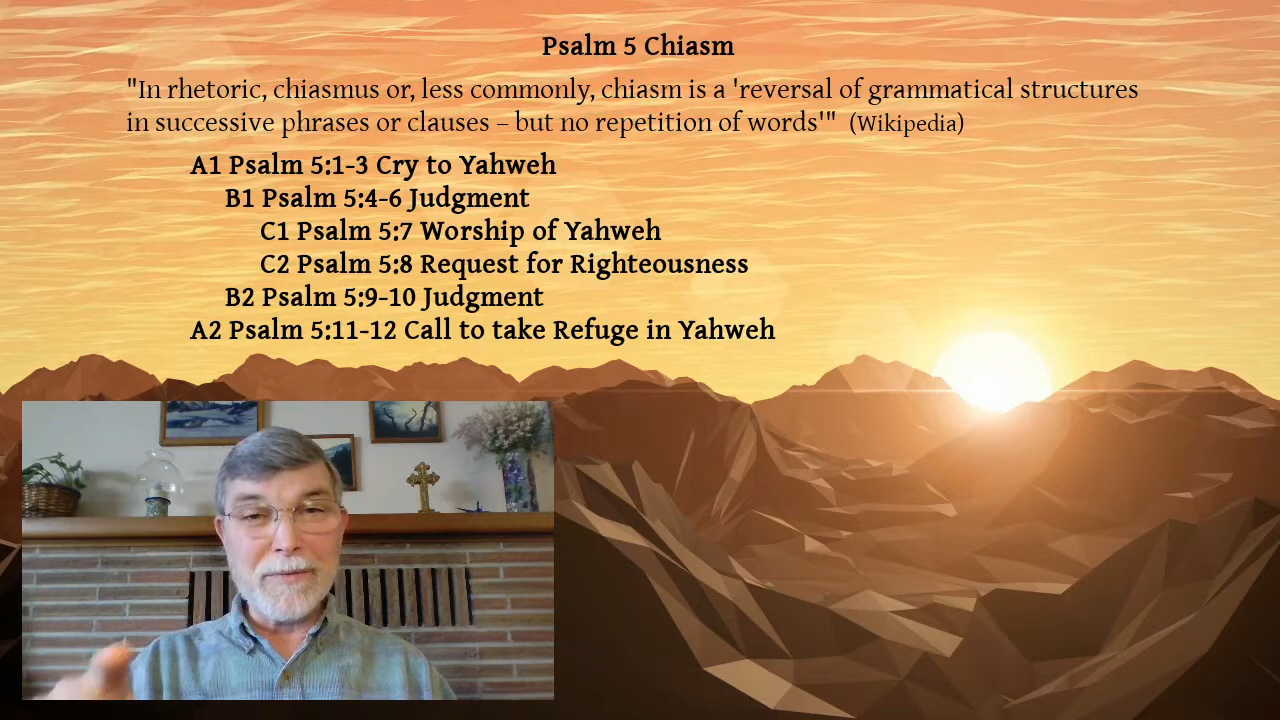 Psalm 5 Chiasm
"In rhetoric, chiasmus or, less commonly, chiasm is a 'reversal of grammatical structures
in successive phrases or clauses – but no repetition of words'" (Wikipedia)
A1 Psalm 5:1-3 Cry to Yahweh
B1 Psalm 5:4-6 Judgment
C1 Psalm 5:7 Worship of Yahweh
C2 Psalm 5:8 Request for Righteousness
B2 Psalm 5:9-10 Judgment
A2 Psalm 5:11-12 Call to take Refuge in Yahweh